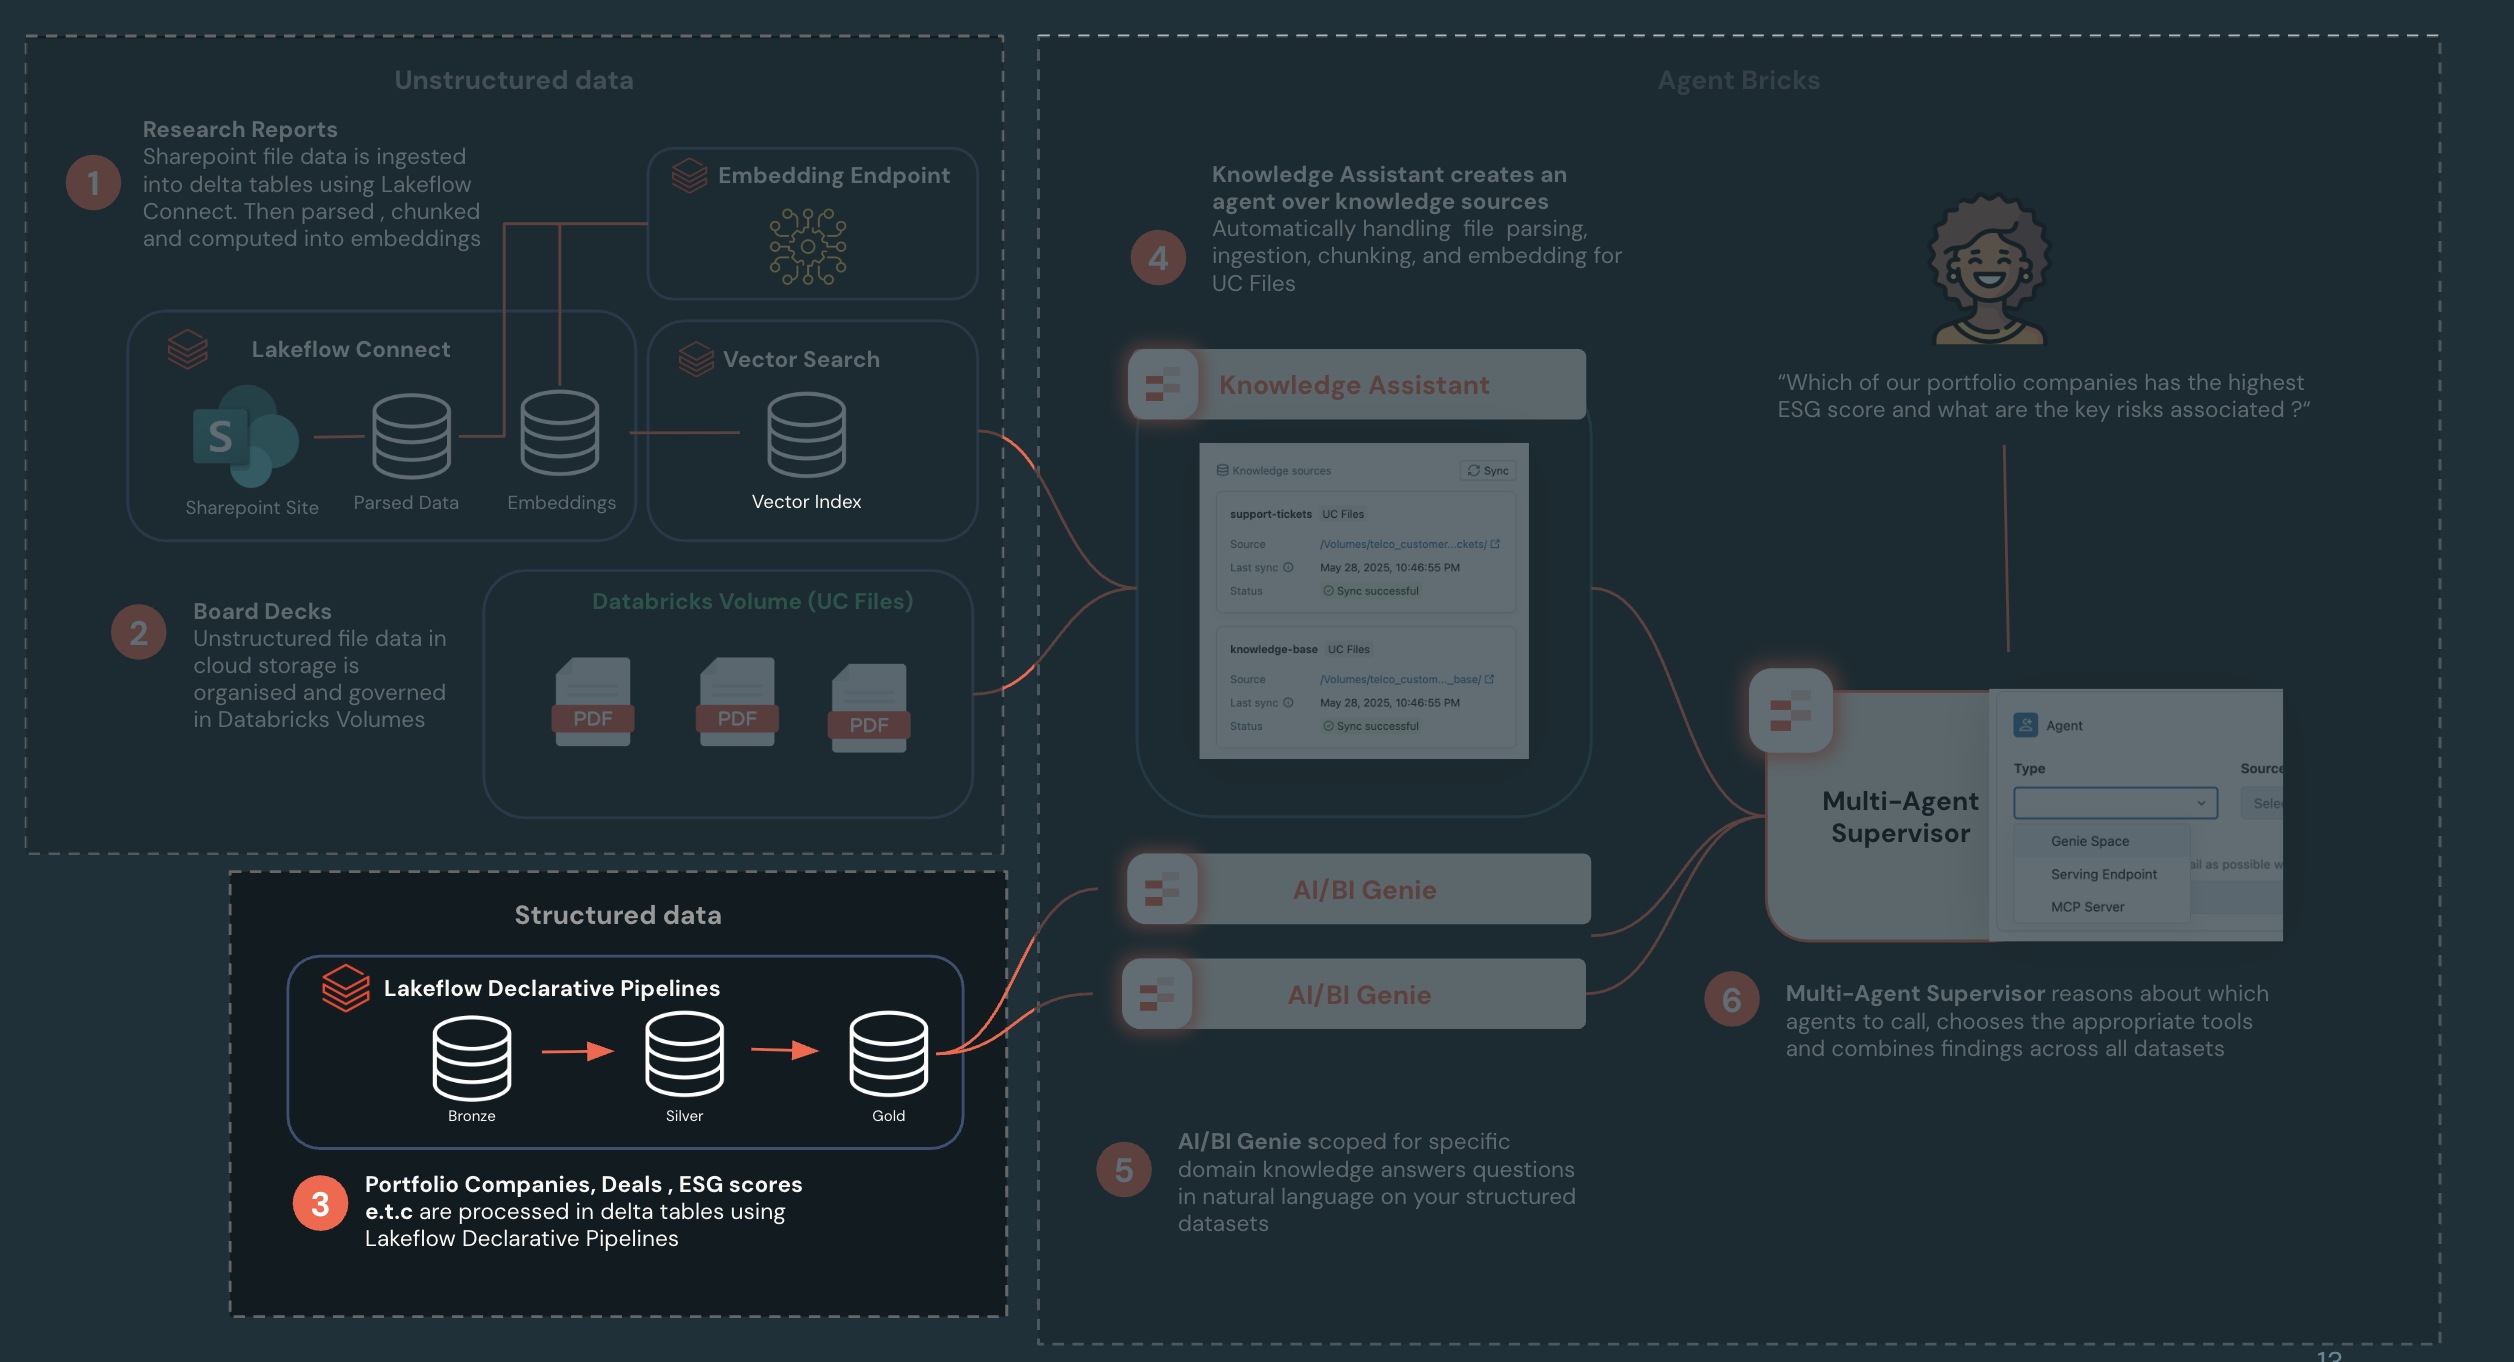 Unstructured data
1
Research Reports
Sharepoint file data is ingested
into delta tables using Lakeflow
Connect. Then parsed , chunked
and computed into embeddings
Embedding Endpoint
Lakeflow Connect
S
Sharepoint Site
Parsed Data
Embeddings
Vector Search
Vector Index
2
Board Decks
Unstructured file data in
cloud storage is
organised and governed
in Databricks Volumes
Databricks Volume (UC Files)
PDF
PDF
PDF
Structured data
Lakeflow Declarative Pipelines
Bronze
Silver
Gold
3
Portfolio Companies, Deals , ESG scores
e.t.c are processed in delta tables using
Lakeflow Declarative Pipelines
Agent Bricks
4
Knowledge Assistant creates an
agent over knowledge sources
Automatically handling file parsing,
ingestion, chunking, and embedding for
UC Files
Knowledge Assistant
Knowledge sources
Sync
support-tickets UC Files
Source /Volumes/telco_customer...ckets/
Last sync May 28, 2025, 10:46:55 PM
Status Sync successful
knowledge-base UC Files
Source /Volumes/telco_custom..._base/
Last sync May 28, 2025, 10:46:55 PM
Status Sync successful
AI/BI Genie
AI/BI Genie
5
AI/BI Genie scoped for specific
domain knowledge answers questions
in natural language on your structured
datasets
“Which of our portfolio companies has the highest
ESG score and what are the key risks associated ?“
Multi-Agent
Supervisor
Agent
Type
Source
Sele
Genie Space
ail as possible w
Serving Endpoint
MCP Server
6
Multi-Agent Supervisor reasons about which
agents to call, chooses the appropriate tools
and combines findings across all datasets